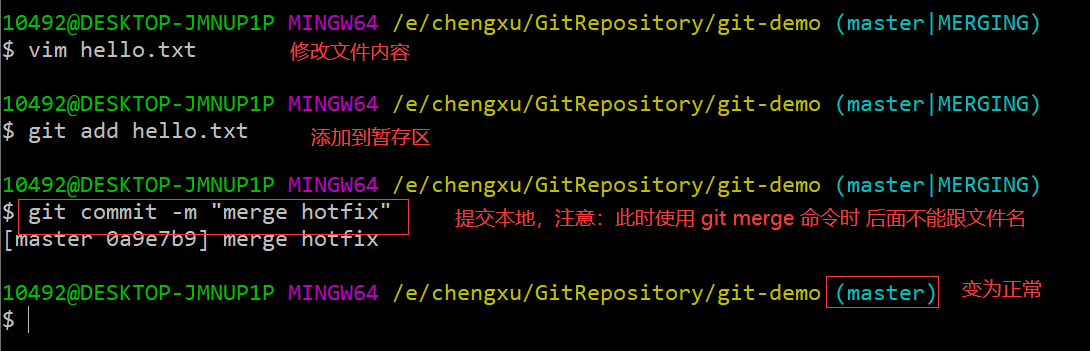 10492@DESKTOP-JMNUP1P MINGW64 /e/chengxu/GitRepository/git-demo (master|MERGING)
$ vim hello.txt 修改文件内容
10492@DESKTOP-JMNUP1P MINGW64 /e/chengxu/GitRepository/git-demo (master|MERGING)
$ git add hello.txt 添加到暂存区
10492@DESKTOP-JMNUP1P MINGW64 /e/chengxu/GitRepository/git-demo (master|MERGING)
$ git commit -m "merge hotfix" 提交本地，注意：此时使用 git merge 命令时 后面不能跟文件名
[master 0a9e7b9] merge hotfix
10492@DESKTOP-JMNUP1P MINGW64 /e/chengxu/GitRepository/git-demo (master) 变为正常
$